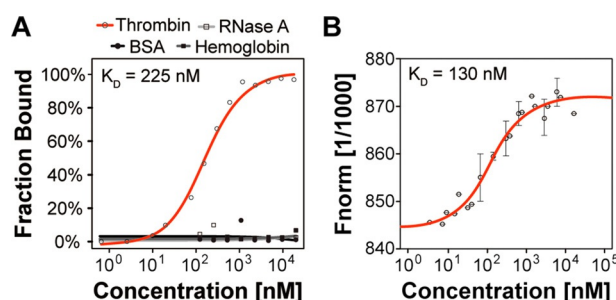 A
Thrombin RNase A
BSA Hemoglobin
K_D = 225 nM
Fraction Bound
100%
80%
60%
40%
20%
0%
10^0 10^1 10^2 10^3 10^4
Concentration [nM]
B
K_D = 130 nM
Fnorm [1/1000]
880
870
860
850
840
10^0 10^1 10^2 10^3 10^4 10^5
Concentration [nM]